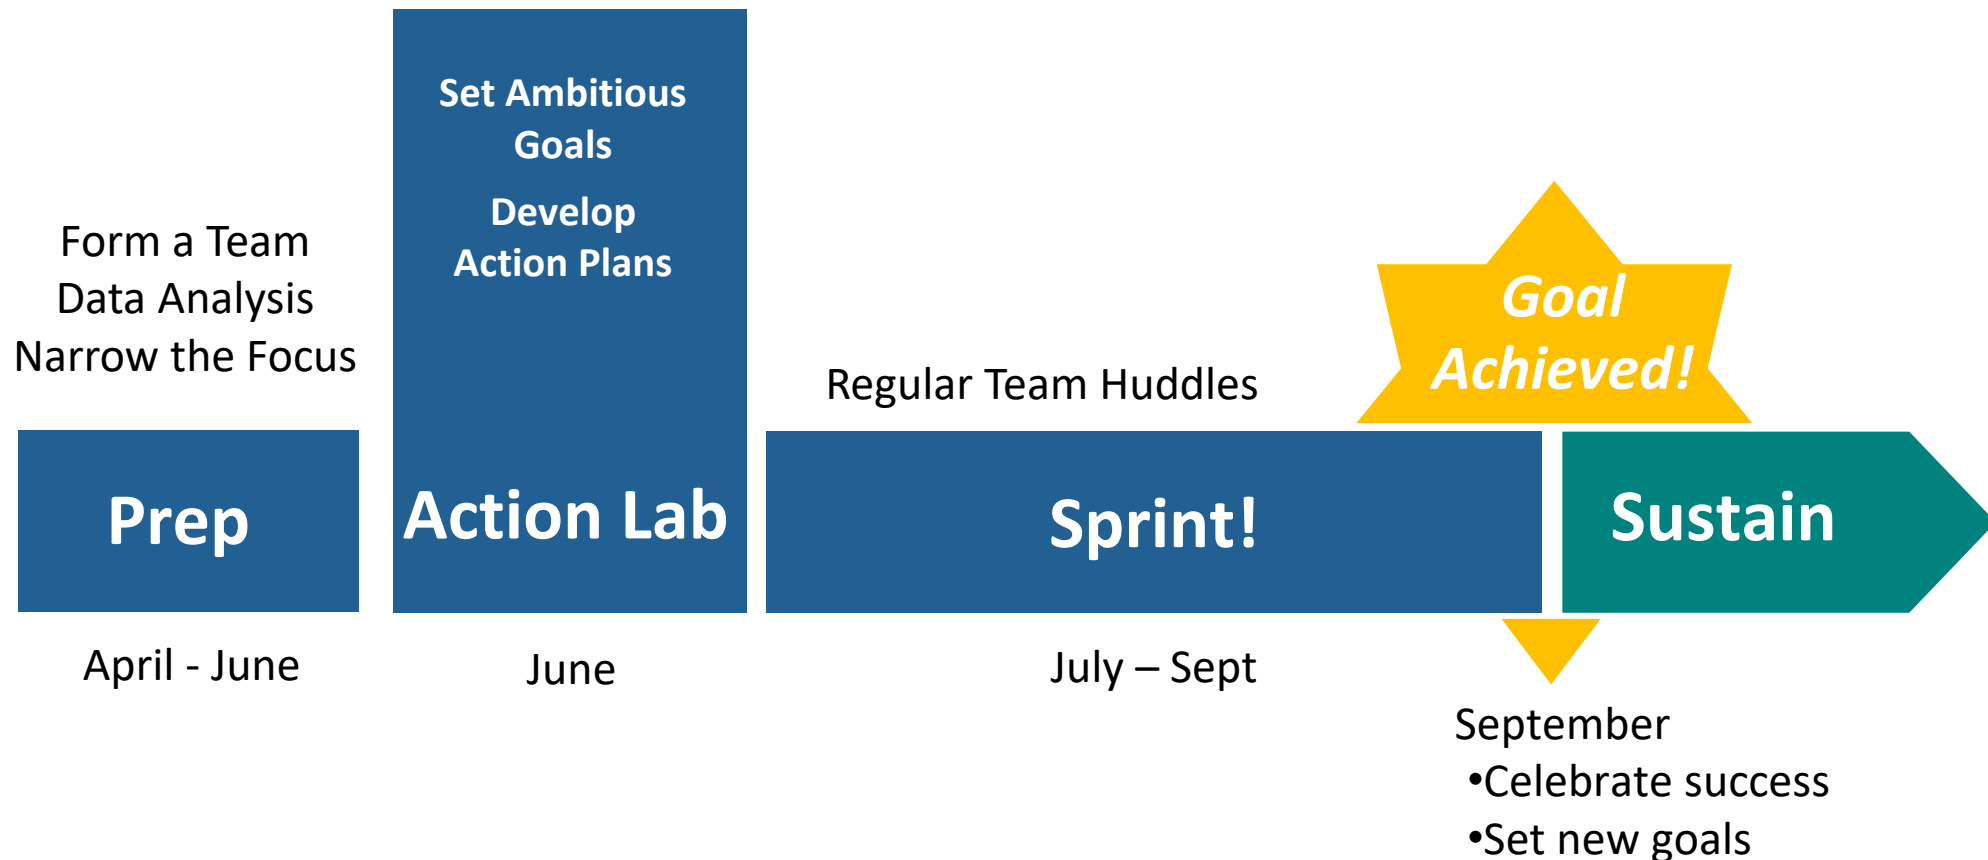 Form a Team
Data Analysis
Narrow the Focus
Prep
April - June
Set Ambitious
Goals
Develop
Action Plans
Action Lab
June
Regular Team Huddles
Sprint!
July – Sept
Goal
Achieved!
Sustain
September
•Celebrate success
•Set new goals